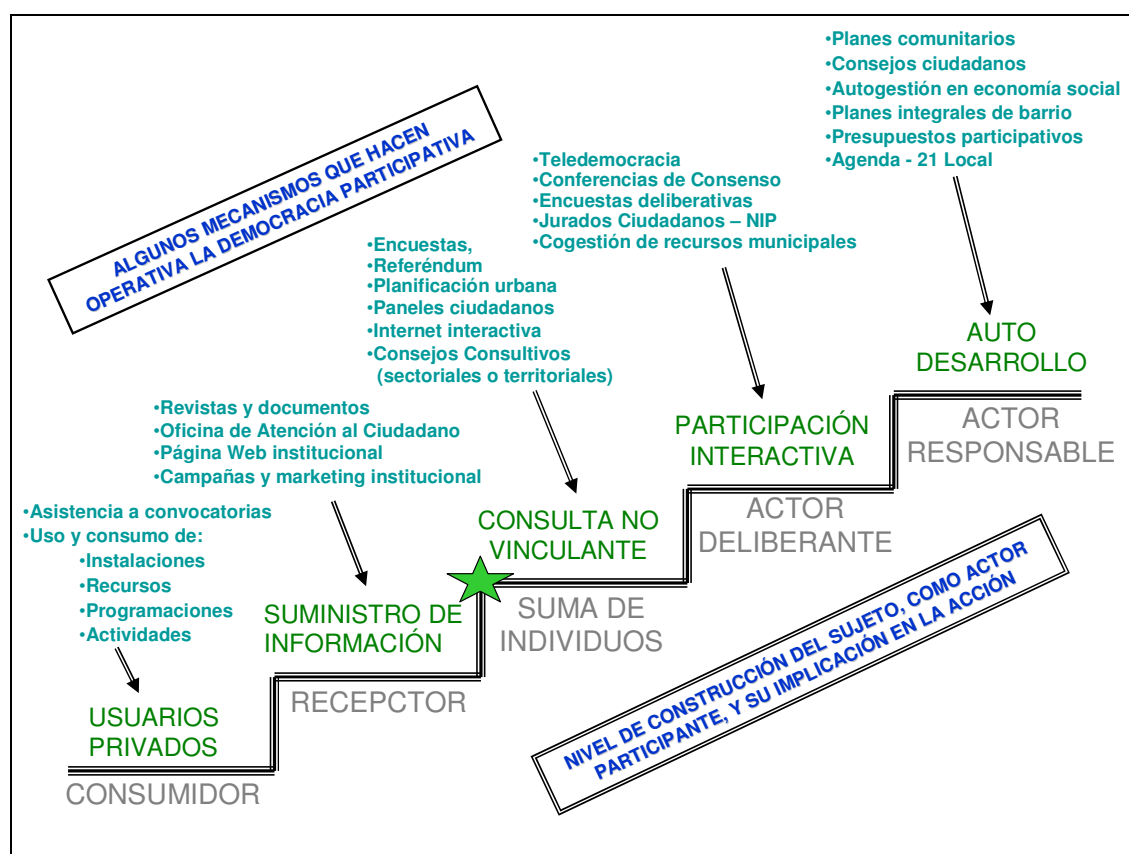 •Planes comunitarios
•Consejos ciudadanos
•Autogestión en economía social
•Planes integrales de barrio
•Presupuestos participativos
•Agenda - 21 Local
ALGUNOS MECANISMOS QUE HACEN
OPERATIVA LA DEMOCRACIA PARTICIPATIVA
•Teledemocracia
•Conferencias de Consenso
•Encuestas deliberativas
•Jurados Ciudadanos – NIP
•Cogestión de recursos municipales
•Encuestas,
•Referéndum
•Planificación urbana
•Paneles ciudadanos
•Internet interactiva
•Consejos Consultivos
(sectoriales o territoriales)
•Revistas y documentos
•Oficina de Atención al Ciudadano
•Página Web institucional
•Campañas y marketing institucional
•Asistencia a convocatorias
•Uso y consumo de:
•Instalaciones
•Recursos
•Programaciones
•Actividades
AUTO
DESARROLLO
ACTOR
RESPONSABLE
PARTICIPACIÓN
INTERACTIVA
ACTOR
DELIBERANTE
CONSULTA NO
VINCULANTE
SUMA DE
INDIVIDUOS
SUMINISTRO DE
INFORMACIÓN
RECEPCTOR
USUARIOS
PRIVADOS
CONSUMIDOR
NIVEL DE CONSTRUCCIÓN DEL SUJETO, COMO ACTOR
PARTICIPANTE, Y SU IMPLICACIÓN EN LA ACCIÓN